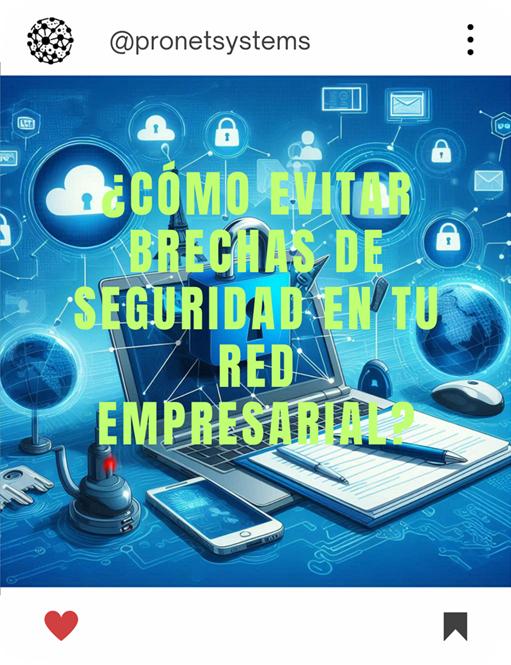 @pronetsystems
¿CÓMO EVITAR
BRECHAS DE
SEGURIDAD EN TU
RED
EMPRESARIAL?